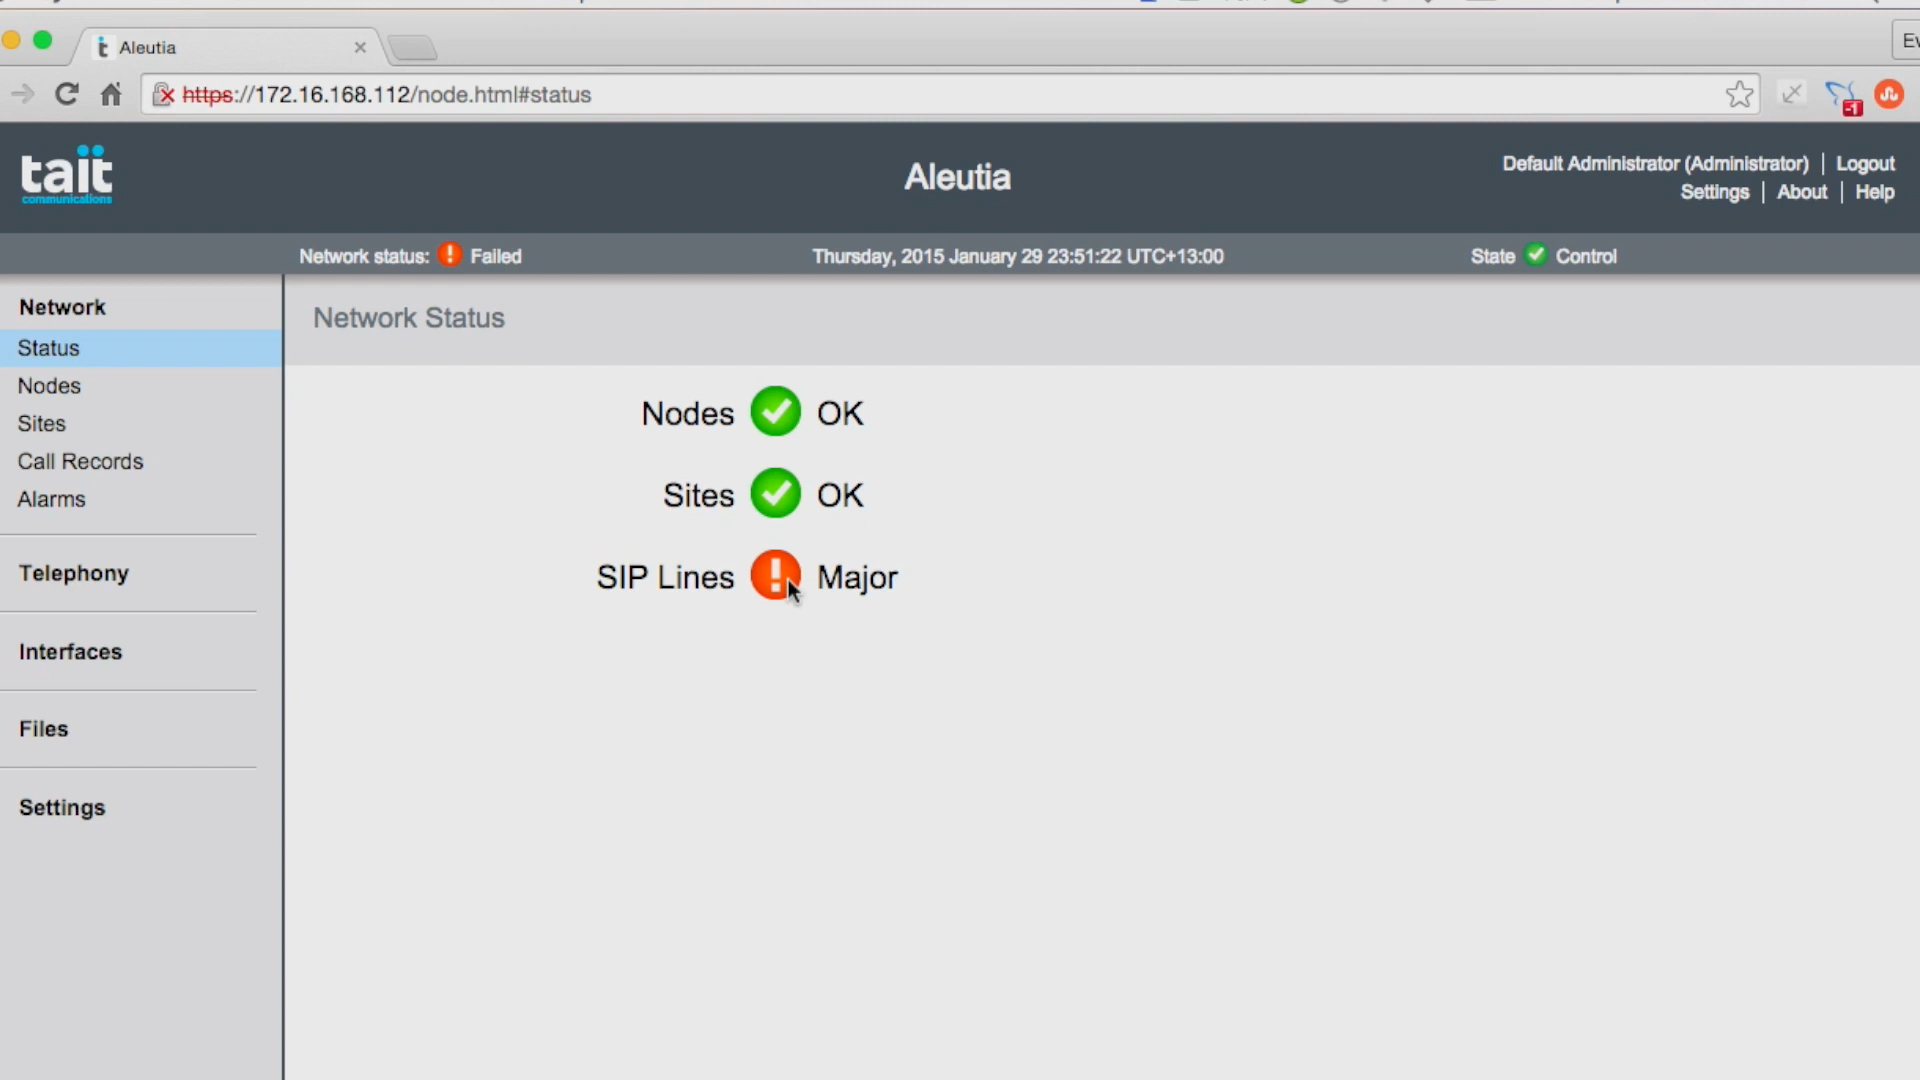 Aleutia
https://172.16.168.112/node.html#status
-1
tait
communications
Aleutia
Default Administrator (Administrator) | Logout
Settings | About | Help
Network status: Failed
Thursday, 2015 January 29 23:51:22 UTC+13:00
State Control
Network
Status
Nodes
Sites
Call Records
Alarms
Telephony
Interfaces
Files
Settings
Network Status
Nodes OK
Sites OK
SIP Lines Major